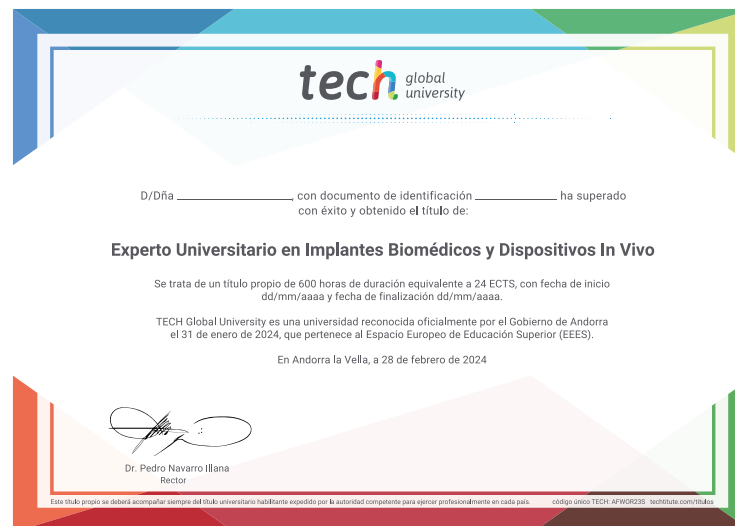 tech global university
D/Dña ____________________, con documento de identificación ______________ ha superado
con éxito y obtenido el título de:
Experto Universitario en Implantes Biomédicos y Dispositivos In Vivo
Se trata de un título propio de 600 horas de duración equivalente a 24 ECTS, con fecha de inicio
dd/mm/aaaa y fecha de finalización dd/mm/aaaa.
TECH Global University es una universidad reconocida oficialmente por el Gobierno de Andorra
el 31 de enero de 2024, que pertenece al Espacio Europeo de Educación Superior (EEES).
En Andorra la Vella, a 28 de febrero de 2024
Dr. Pedro Navarro Illana
Rector
Este título propio se deberá acompañar siempre del título universitario habilitante expedido por la autoridad competente para ejercer profesionalmente en cada país. código único TECH: AFWOR23S techtitute.com/titulos